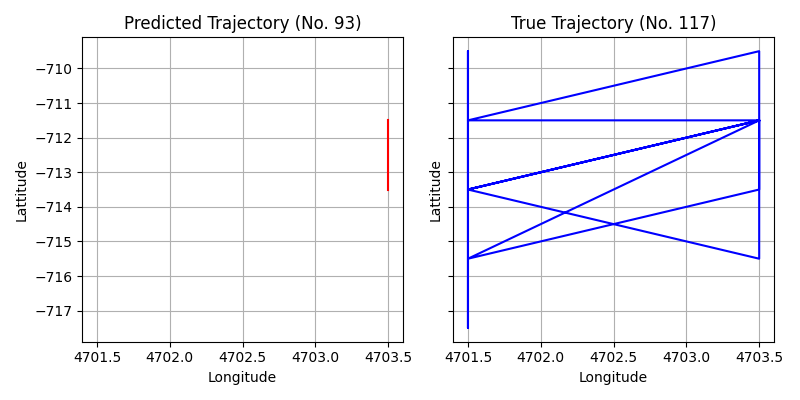 Predicted Trajectory (No. 93)
True Trajectory (No. 117)
Lattitude
−710
−711
−712
−713
−714
−715
−716
−717
4701.5 4702.0 4702.5 4703.0 4703.5
Longitude
Lattitude
4701.5 4702.0 4702.5 4703.0 4703.5
Longitude